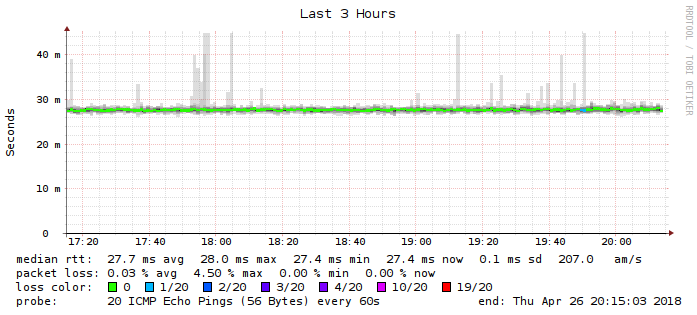 Last 3 Hours
RRDTOOL / TOBI OETIKER
Seconds
40 m
30 m
20 m
10 m
0
17:20 17:40 18:00 18:20 18:40 19:00 19:20 19:40 20:00
median rtt: 27.7 ms avg 28.0 ms max 27.4 ms min 27.4 ms now 0.1 ms sd 207.0 am/s
packet loss: 0.03 % avg 4.50 % max 0.00 % min 0.00 % now
loss color: 0 1/20 2/20 3/20 4/20 10/20 19/20
probe: 20 ICMP Echo Pings (56 Bytes) every 60s end: Thu Apr 26 20:15:03 2018